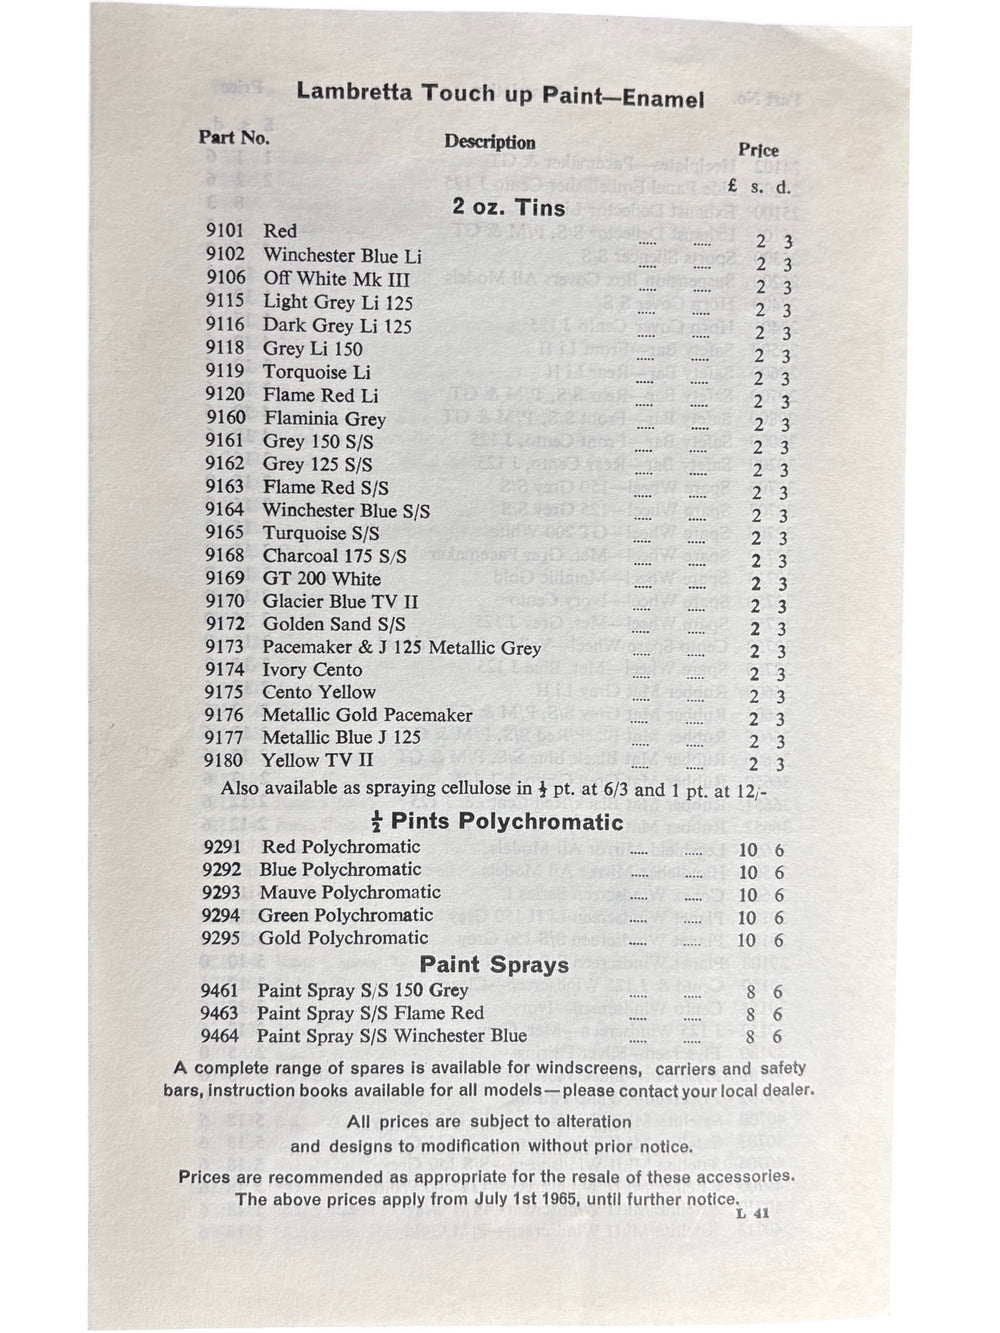 Lambretta Touch up Paint—Enamel
Part No. Description Price
£ s. d.
2 oz. Tins
9101 Red ..... ..... 2 3
9102 Winchester Blue Li ..... ..... 2 3
9106 Off White Mk III ..... ..... 2 3
9115 Light Grey Li 125 ..... ..... 2 3
9116 Dark Grey Li 125 ..... ..... 2 3
9118 Grey Li 150 ..... ..... 2 3
9119 Torquoise Li ..... ..... 2 3
9120 Flame Red Li ..... ..... 2 3
9160 Flaminia Grey ..... ..... 2 3
9161 Grey 150 S/S ..... ..... 2 3
9162 Grey 125 S/S ..... ..... 2 3
9163 Flame Red S/S ..... ..... 2 3
9164 Winchester Blue S/S ..... ..... 2 3
9165 Turquoise S/S ..... ..... 2 3
9168 Charcoal 175 S/S ..... ..... 2 3
9169 GT 200 White ..... ..... 2 3
9170 Glacier Blue TV II ..... ..... 2 3
9172 Golden Sand S/S ..... ..... 2 3
9173 Pacemaker & J 125 Metallic Grey ..... ..... 2 3
9174 Ivory Cento ..... ..... 2 3
9175 Cento Yellow ..... ..... 2 3
9176 Metallic Gold Pacemaker ..... ..... 2 3
9177 Metallic Blue J 125 ..... ..... 2 3
9180 Yellow TV II ..... ..... 2 3
Also available as spraying cellulose in ½ pt. at 6/3 and 1 pt. at 12/-
½ Pints Polychromatic
9291 Red Polychromatic ..... ..... 10 6
9292 Blue Polychromatic ..... ..... 10 6
9293 Mauve Polychromatic ..... ..... 10 6
9294 Green Polychromatic ..... ..... 10 6
9295 Gold Polychromatic ..... ..... 10 6
Paint Sprays
9461 Paint Spray S/S 150 Grey ..... ..... 8 6
9463 Paint Spray S/S Flame Red ..... ..... 8 6
9464 Paint Spray S/S Winchester Blue ..... ..... 8 6
A complete range of spares is available for windscreens, carriers and safety
bars, instruction books available for all models—please contact your local dealer.
All prices are subject to alteration
and designs to modification without prior notice.
Prices are recommended as appropriate for the resale of these accessories.
The above prices apply from July 1st 1965, until further notice.
L 41